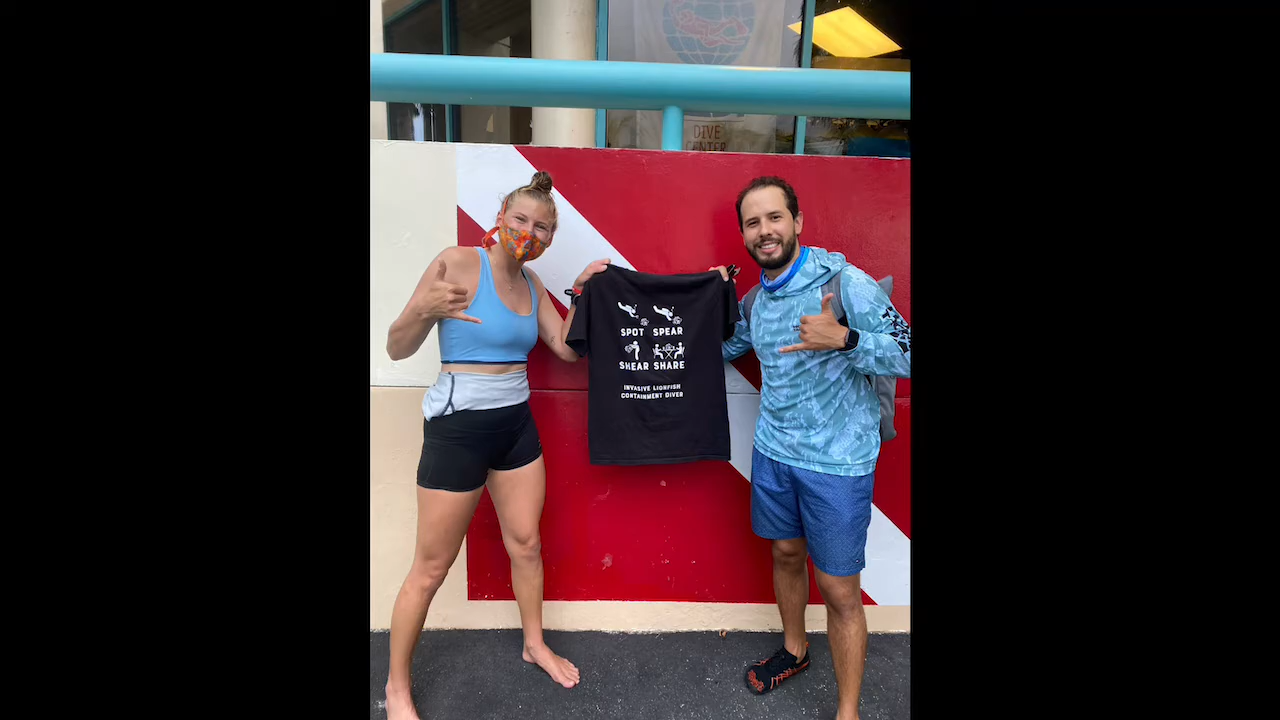 DIVE
CENTER
SPOT SPEAR
SHEAR SHARE
INVASIVE LIONFISH
CONTAINMENT DIVER